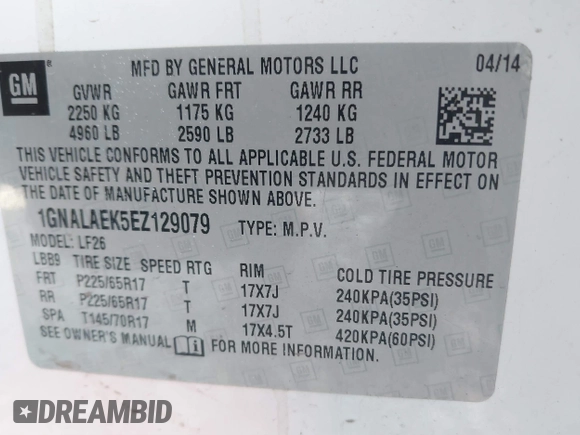 GM
MFD BY GENERAL MOTORS LLC 04/14
GVWR GAWR FRT GAWR RR
2250 KG 1175 KG 1240 KG
4960 LB 2590 LB 2733 LB
THIS VEHICLE CONFORMS TO ALL APPLICABLE U.S. FEDERAL MOTOR
VEHICLE SAFETY AND THEFT PREVENTION STANDARDS IN EFFECT ON
THE DATE OF MANUFACTURE SHOWN ABOVE.
1GNALAEK5EZ129079 TYPE: M.P.V.
MODEL: LF26
LBB9 TIRE SIZE SPEED RTG RIM COLD TIRE PRESSURE
FRT P225/65R17 T 17X7J 240KPA(35PSI)
RR P225/65R17 T 17X7J 240KPA(35PSI)
SPA T145/70R17 M 17X4.5T 420KPA(60PSI)
SEE OWNER'S MANUAL FOR MORE INFORMATION.
DREAMBID